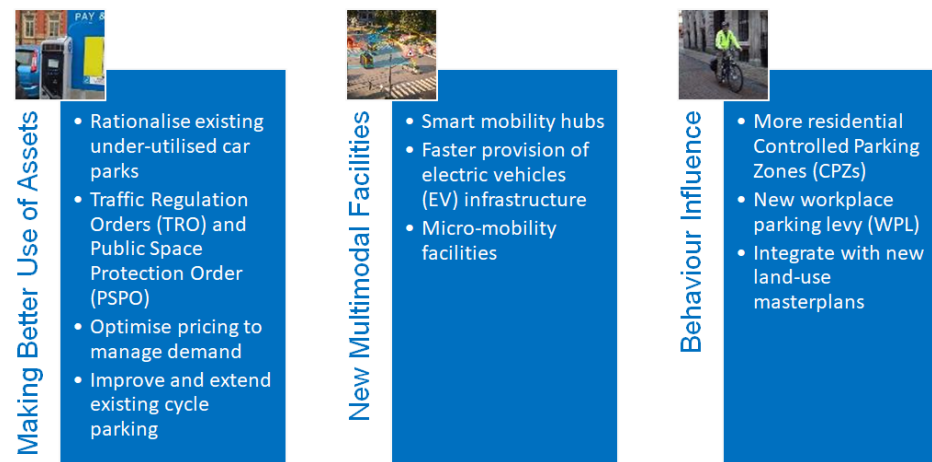 PAY &
Making Better Use of Assets
• Rationalise existing
under-utilised car
parks
• Traffic Regulation
Orders (TRO) and
Public Space
Protection Order
(PSPO)
• Optimise pricing to
manage demand
• Improve and extend
existing cycle
parking
New Multimodal Facilities
• Smart mobility hubs
• Faster provision of
electric vehicles
(EV) infrastructure
• Micro-mobility
facilities
Behaviour Influence
• More residential
Controlled Parking
Zones (CPZs)
• New workplace
parking levy (WPL)
• Integrate with new
land-use
masterplans